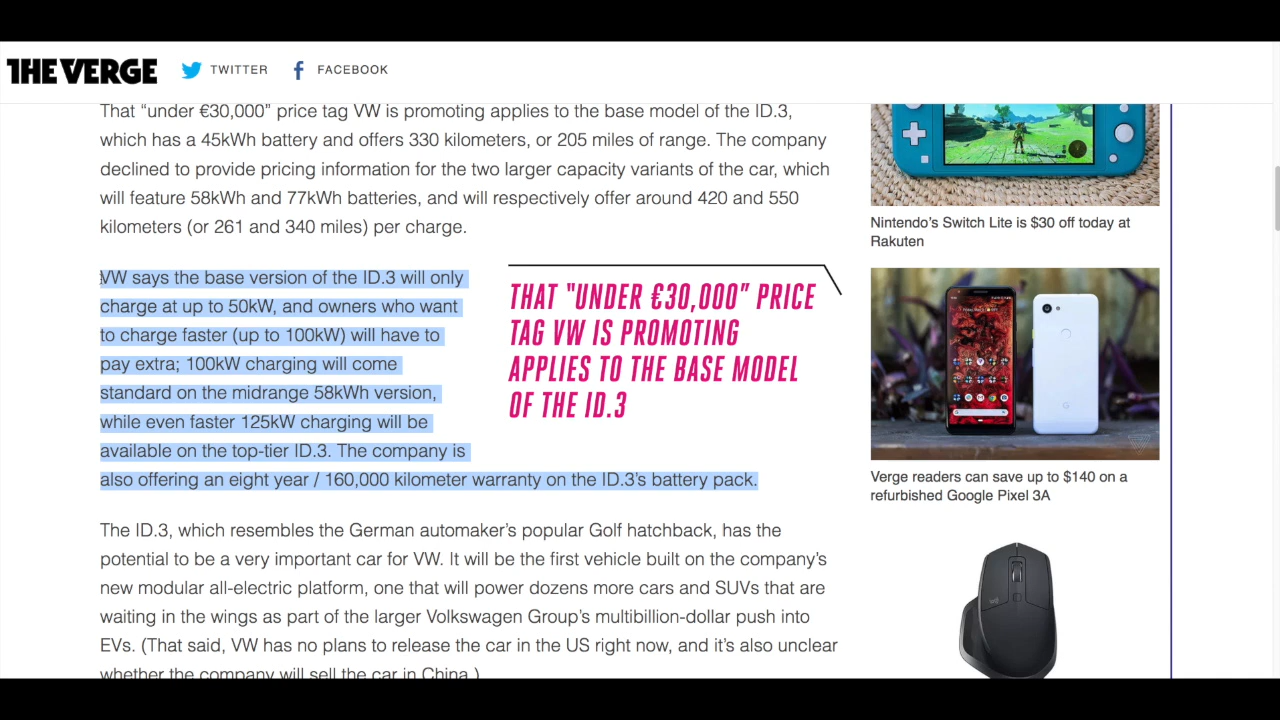 THE VERGE
TWITTER
FACEBOOK
That “under €30,000” price tag VW is promoting applies to the base model of the ID.3,
which has a 45kWh battery and offers 330 kilometers, or 205 miles of range. The company
declined to provide pricing information for the two larger capacity variants of the car, which
will feature 58kWh and 77kWh batteries, and will respectively offer around 420 and 550
kilometers (or 261 and 340 miles) per charge.
VW says the base version of the ID.3 will only
charge at up to 50kW, and owners who want
to charge faster (up to 100kW) will have to
pay extra; 100kW charging will come
standard on the midrange 58kWh version,
while even faster 125kW charging will be
available on the top-tier ID.3. The company is
also offering an eight year / 160,000 kilometer warranty on the ID.3’s battery pack.
THAT “UNDER €30,000” PRICE
TAG VW IS PROMOTING
APPLIES TO THE BASE MODEL
OF THE ID.3
The ID.3, which resembles the German automaker’s popular Golf hatchback, has the
potential to be a very important car for VW. It will be the first vehicle built on the company’s
new modular all-electric platform, one that will power dozens more cars and SUVs that are
waiting in the wings as part of the larger Volkswagen Group’s multibillion-dollar push into
EVs. (That said, VW has no plans to release the car in the US right now, and it’s also unclear
whether the company will sell the car in China.)
Nintendo’s Switch Lite is $30 off today at
Rakuten
Verge readers can save up to $140 on a
refurbished Google Pixel 3A